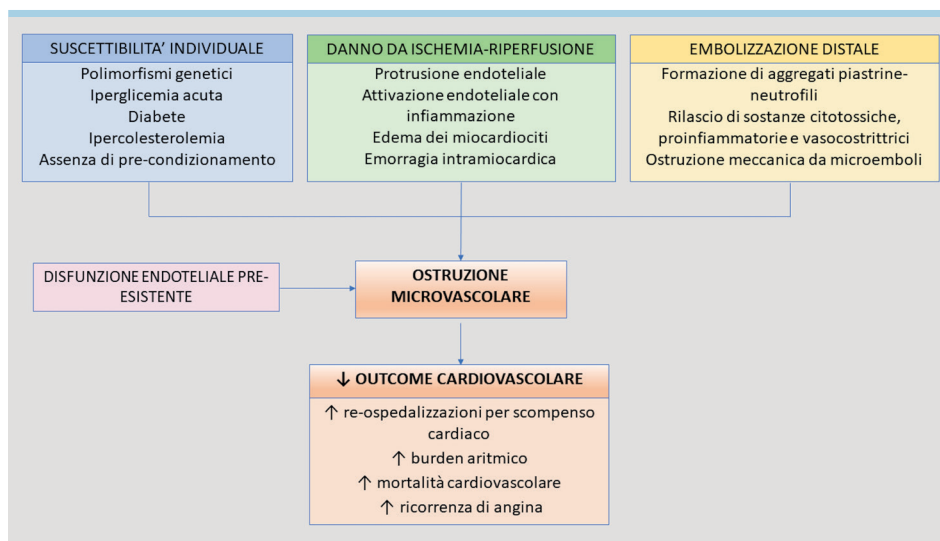 SUSCETTIBILITA' INDIVIDUALE
Polimorfismi genetici
Iperglicemia acuta
Diabete
Ipercolesterolemia
Assenza di pre-condizionamento
DANNO DA ISCHEMIA-RIPERFUSIONE
Protrusione endoteliale
Attivazione endoteliale con
infiammazione
Edema dei miocardiociti
Emorragia intramiocardica
EMBOLIZZAZIONE DISTALE
Formazione di aggregati piastrine-
neutrofili
Rilascio di sostanze citotossiche,
proinfiammatorie e vasocostrittrici
Ostruzione meccanica da microemboli
DISFUNZIONE ENDOTELIALE PRE-
ESISTENTE
OSTRUZIONE
MICROVASCOLARE
↓ OUTCOME CARDIOVASCOLARE
↑ re-ospedalizzazioni per scompenso
cardiaco
↑ burden aritmico
↑ mortalità cardiovascolare
↑ ricorrenza di angina